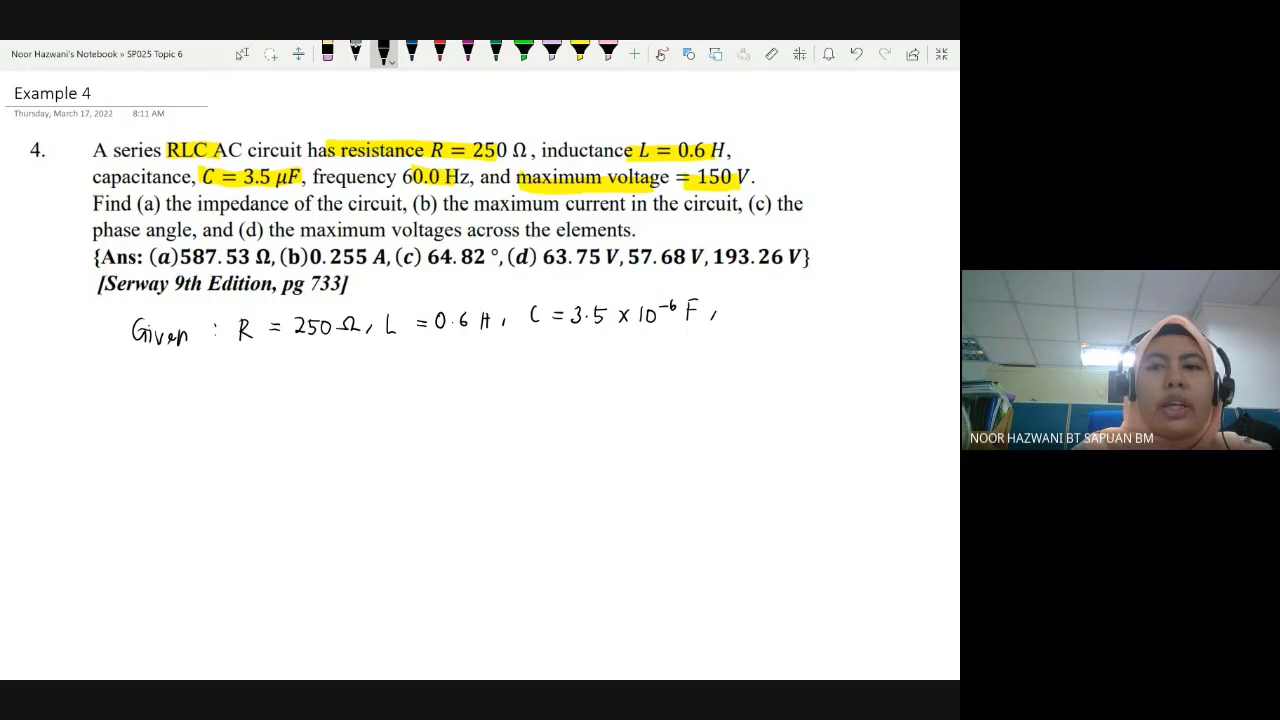 Noor Hazwani's Notebook » SP025 Topic 6
Example 4
Thursday, March 17, 2022 8:11 AM
4. A series RLC AC circuit has resistance R = 250 Ω, inductance L = 0.6 H,
capacitance, C = 3.5 μF, frequency 60.0 Hz, and maximum voltage = 150 V.
Find (a) the impedance of the circuit, (b) the maximum current in the circuit, (c) the
phase angle, and (d) the maximum voltages across the elements.
{Ans: (a)587.53 Ω, (b)0.255 A, (c) 64.82 °, (d) 63.75 V, 57.68 V, 193.26 V}
[Serway 9th Edition, pg 733]
Given : R = 250 Ω, L = 0.6 H, C = 3.5 × 10⁻⁶ F,
NOOR HAZWANI BT SAPUAN BM